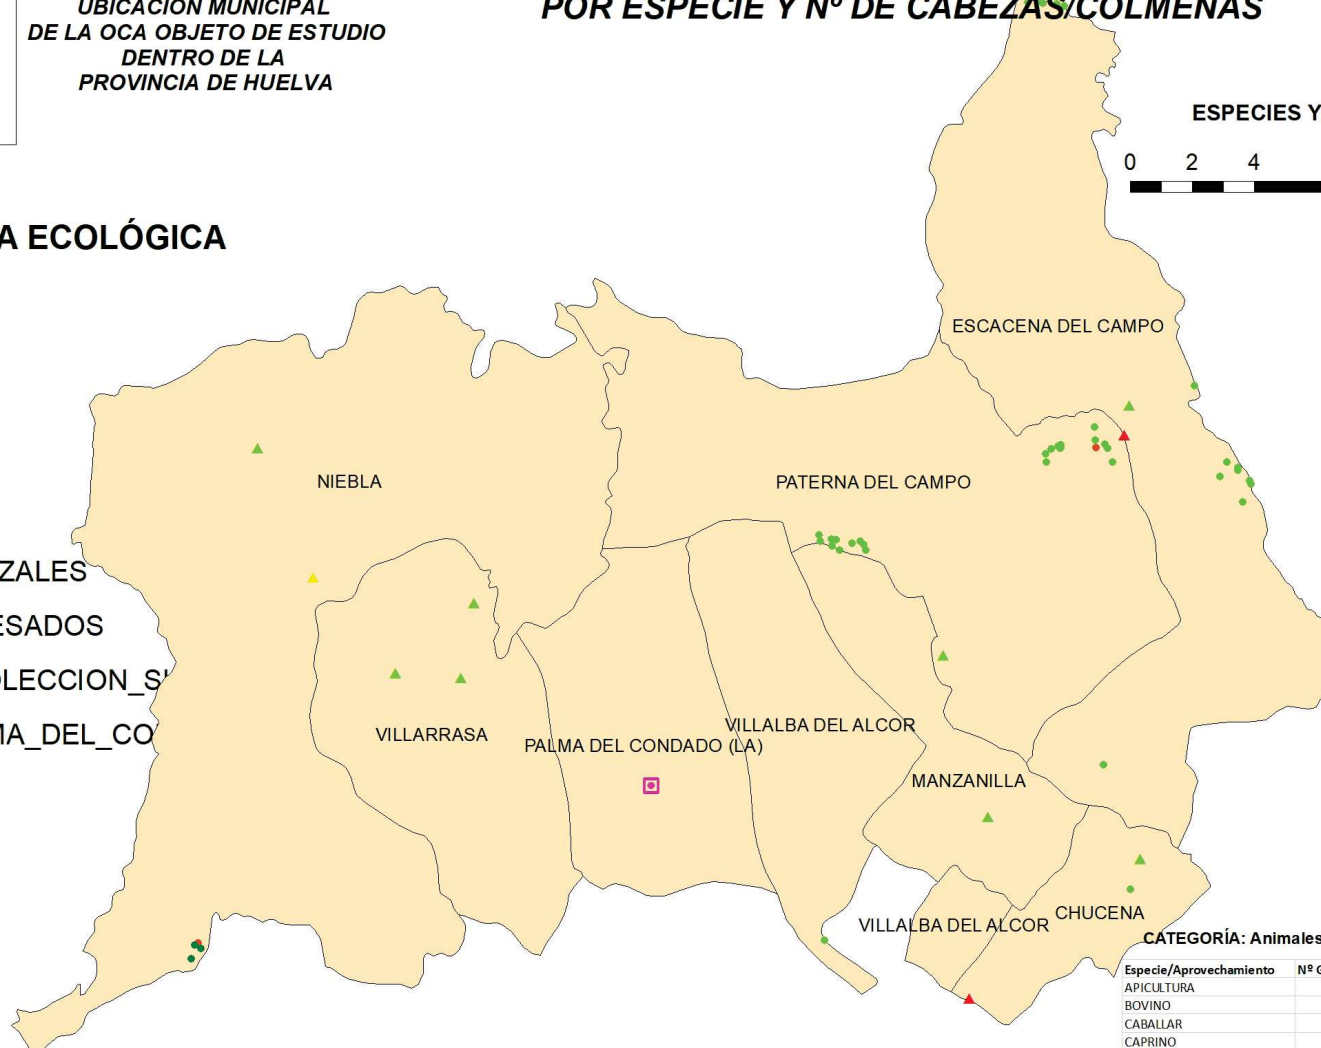 UBICACIÓN MUNICIPAL
DE LA OCA OBJETO DE ESTUDIO
DENTRO DE LA
PROVINCIA DE HUELVA
POR ESPECIE Y Nº DE CABEZAS/COLMENAS
ESPECIES Y
0 2 4
A ECOLÓGICA
ESCACENA DEL CAMPO
NIEBLA
PATERNA DEL CAMPO
ZALES
ESADOS
LECCION_S
MA_DEL_CO
VILLARRASA
PALMA DEL CONDADO (LA)
VILLALBA DEL ALCOR
MANZANILLA
VILLALBA DEL ALCOR
CHUCENA
CATEGORÍA: Animales
Especie/Aprovechamiento Nº G
APICULTURA
BOVINO
CABALLAR
CAPRINO